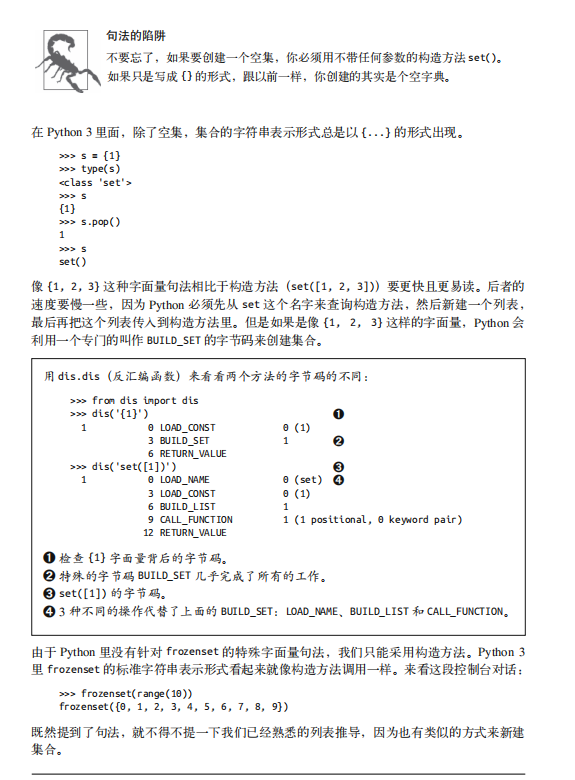 句法的陷阱
不要忘了，如果要创建一个空集，你必须用不带任何参数的构造方法 set()。
如果只是写成 {} 的形式，跟以前一样，你创建的其实是个空字典。
在 Python 3 里面，除了空集，集合的字符串表示形式总是以 {...} 的形式出现。
>>> s = {1}
>>> type(s)
<class 'set'>
>>> s
{1}
>>> s.pop()
1
>>> s
set()
像 {1, 2, 3} 这种字面量句法相比于构造方法（set([1, 2, 3])）要更快且更易读。后者的
速度要慢一些，因为 Python 必须先从 set 这个名字来查询构造方法，然后新建一个列表，
最后再把这个列表传入到构造方法里。但是如果是像 {1, 2, 3} 这样的字面量，Python 会
利用一个专门的叫作 BUILD_SET 的字节码来创建集合。
用 dis.dis（反汇编函数）来看看两个方法的字节码的不同：
>>> from dis import dis
>>> dis('{1}') ❶
1 0 LOAD_CONST 0 (1)
3 BUILD_SET 1 ❷
6 RETURN_VALUE
>>> dis('set([1])') ❸
1 0 LOAD_NAME 0 (set) ❹
3 LOAD_CONST 0 (1)
6 BUILD_LIST 1
9 CALL_FUNCTION 1 (1 positional, 0 keyword pair)
12 RETURN_VALUE
❶ 检查 {1} 字面量背后的字节码。
❷ 特殊的字节码 BUILD_SET 几乎完成了所有的工作。
❸ set([1]) 的字节码。
❹ 3 种不同的操作代替了上面的 BUILD_SET：LOAD_NAME、BUILD_LIST 和 CALL_FUNCTION。
由于 Python 里没有针对 frozenset 的特殊字面量句法，我们只能采用构造方法。Python 3
里 frozenset 的标准字符串表示形式看起来就像构造方法调用一样。来看这段控制台对话：
>>> frozenset(range(10))
frozenset({0, 1, 2, 3, 4, 5, 6, 7, 8, 9})
既然提到了句法，就不得不提一下我们已经熟悉的列表推导，因为也有类似的方式来新建
集合。